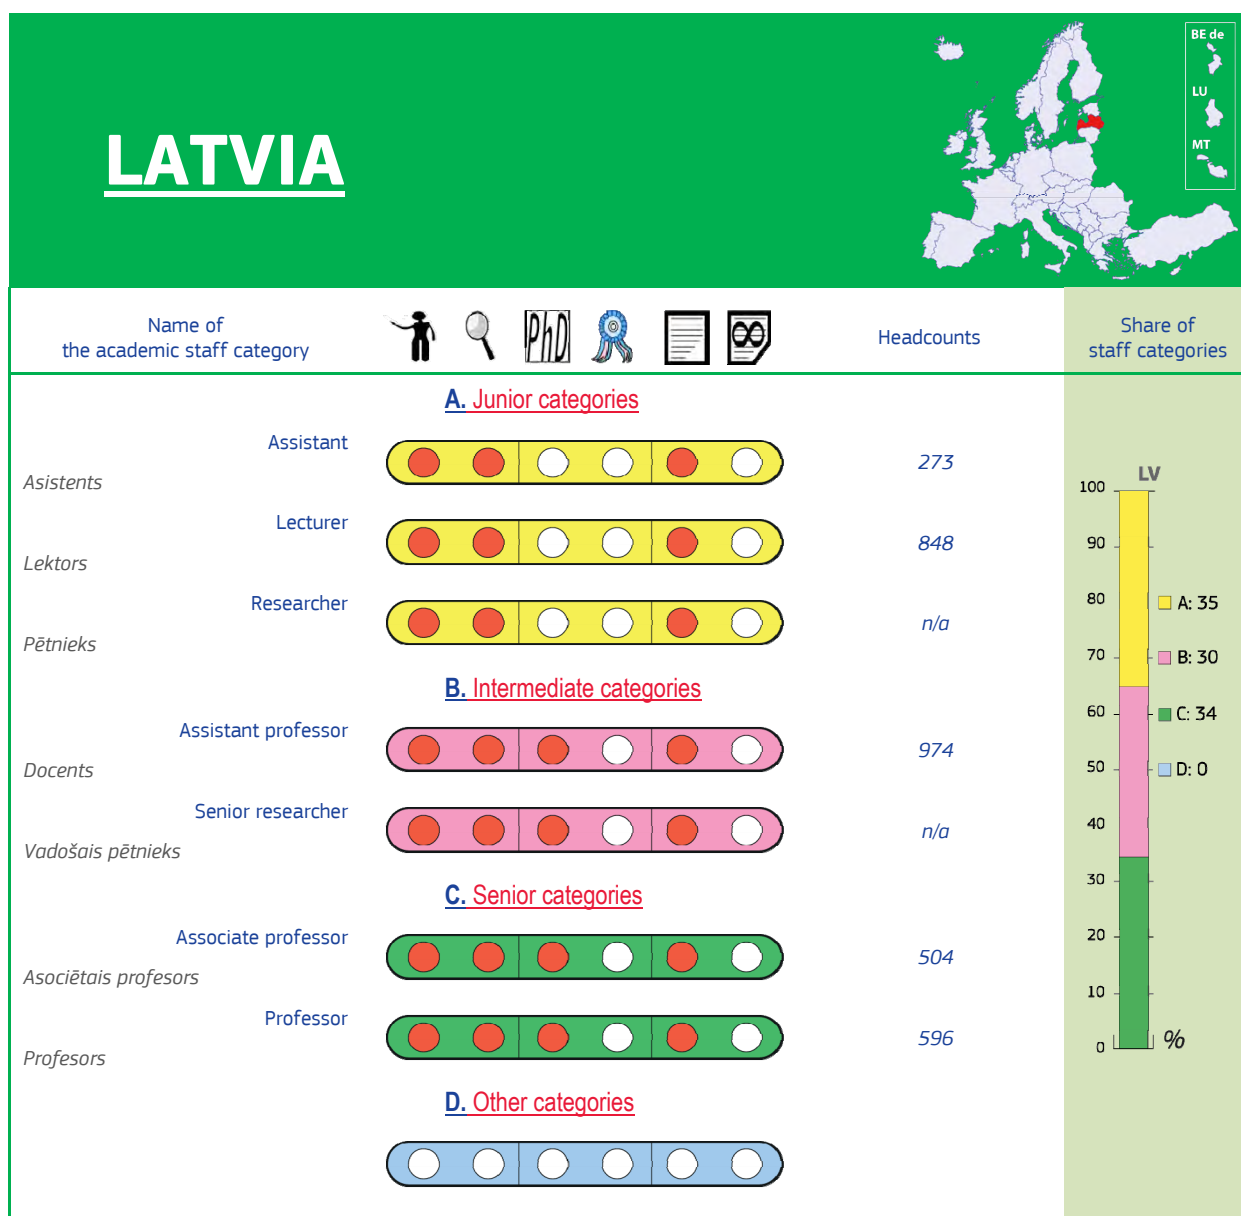 BE de
LU
MT
LATVIA
Name of
the academic staff category
PhD
Headcounts
Share of
staff categories
A. Junior categories
Assistant
Asistents
273
Lecturer
Lektors
848
Researcher
Pētnieks
n/a
B. Intermediate categories
Assistant professor
Docents
974
Senior researcher
Vadošais pētnieks
n/a
C. Senior categories
Associate professor
Asociētais profesors
504
Professor
Profesors
596
D. Other categories
LV
100
90
80
70
60
50
40
30
20
10
0
%
A: 35
B: 30
C: 34
D: 0